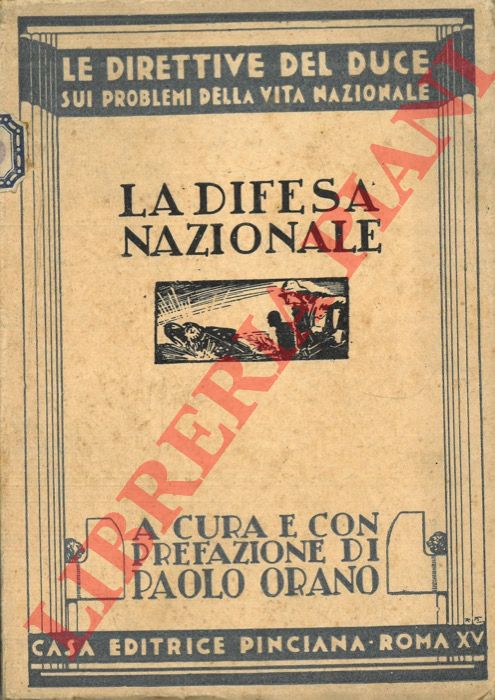 LE DIRETTIVE DEL DUCE
SUI PROBLEMI DELLA VITA NAZIONALE
LA DIFESA
NAZIONALE
A CURA E CON
PREFAZIONE DI
PAOLO ORANO
CASA EDITRICE PINCIANA - ROMA XV
LIBRERIA PIANI